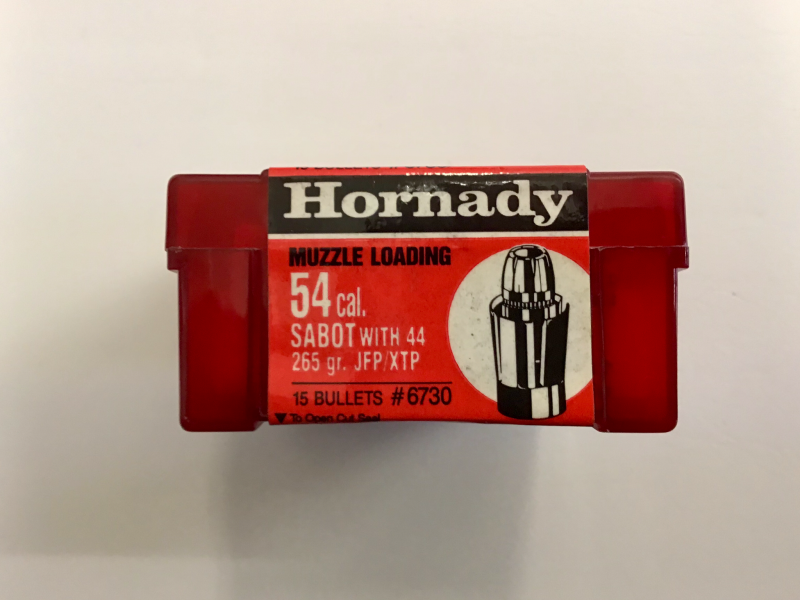 Hornady
MUZZLE LOADING
54 cal.
SABOT WITH 44
265 gr. JFP/XTP
15 BULLETS #6730
To Open Cut Seal